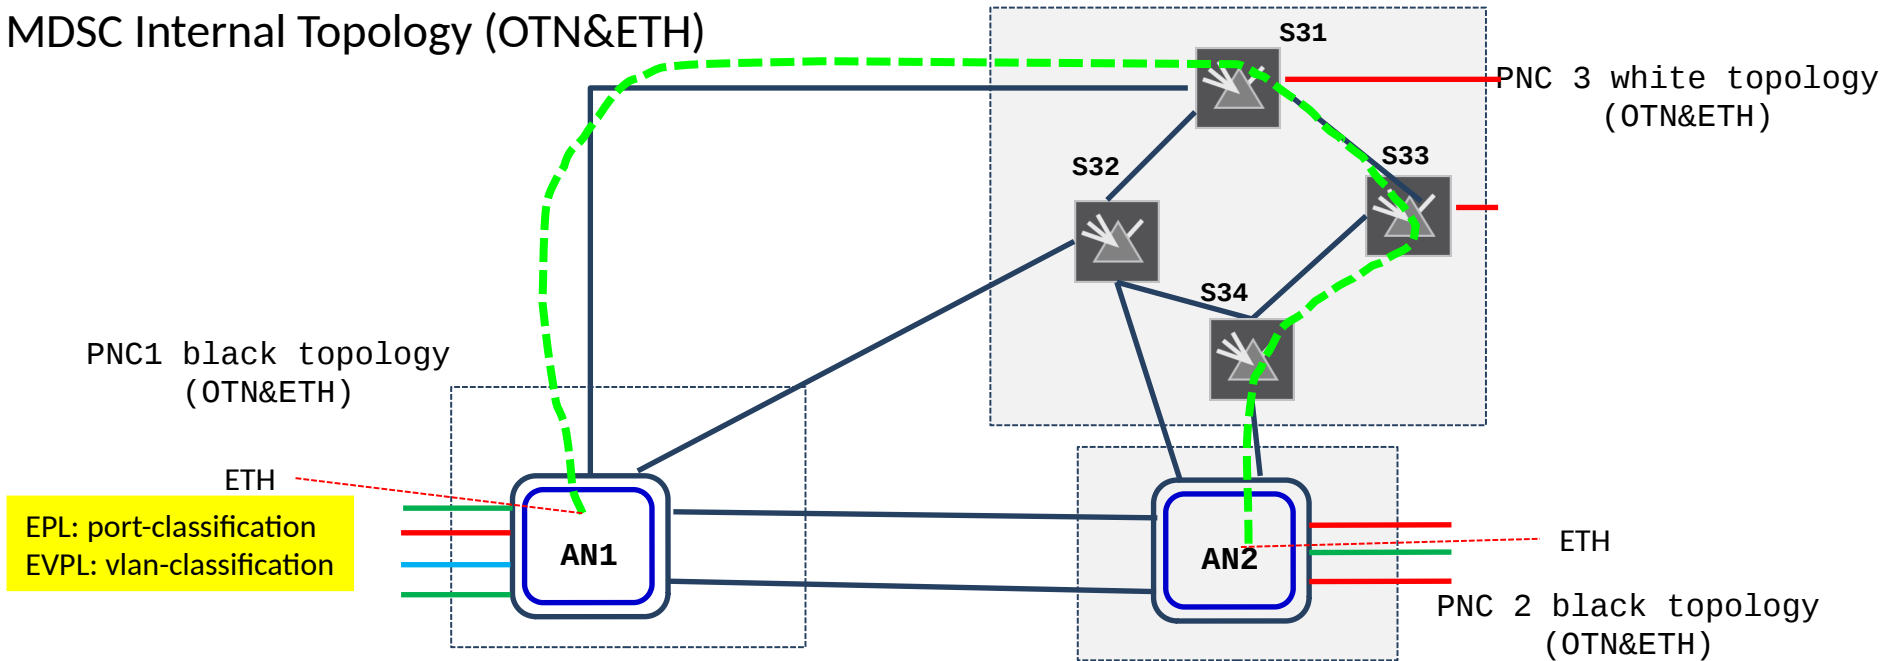 MDSC Internal Topology (OTN&ETH)
S31
PNC 3 white topology
(OTN&ETH)
S32
S33
S34
PNC1 black topology
(OTN&ETH)
ETH
EPL: port-classification
EVPL: vlan-classification
AN1
AN2
ETH
PNC 2 black topology
(OTN&ETH)